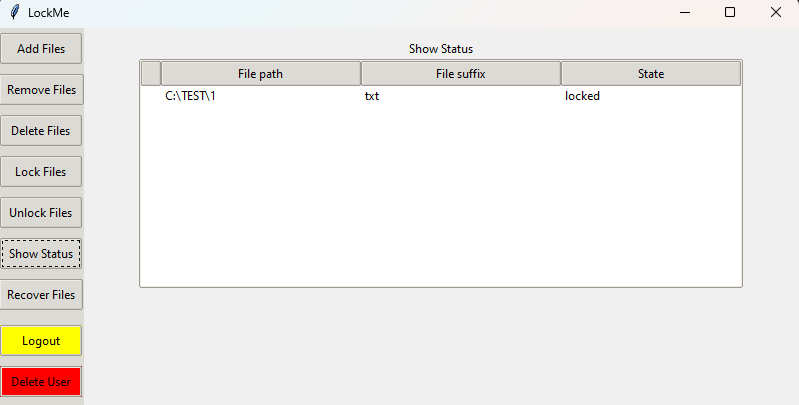 LockMe
Add Files
Remove Files
Delete Files
Lock Files
Unlock Files
Show Status
Recover Files
Logout
Delete User
Show Status
File path File suffix State
C:\TEST\1 txt locked